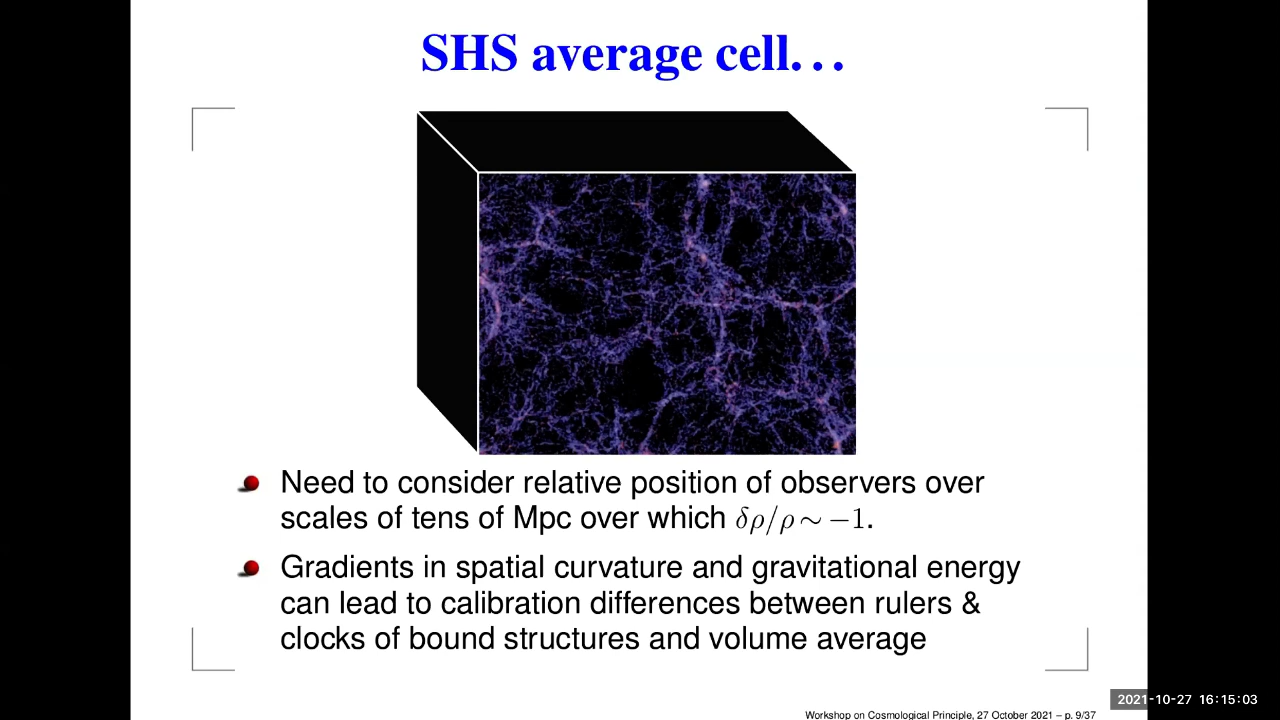 SHS average cell...
Need to consider relative position of observers over
scales of tens of Mpc over which δρ/ρ ~ −1.
Gradients in spatial curvature and gravitational energy
can lead to calibration differences between rulers &
clocks of bound structures and volume average
2021-10-27 16:15:03
Workshop on Cosmological Principle, 27 October 2021 – p. 9/37